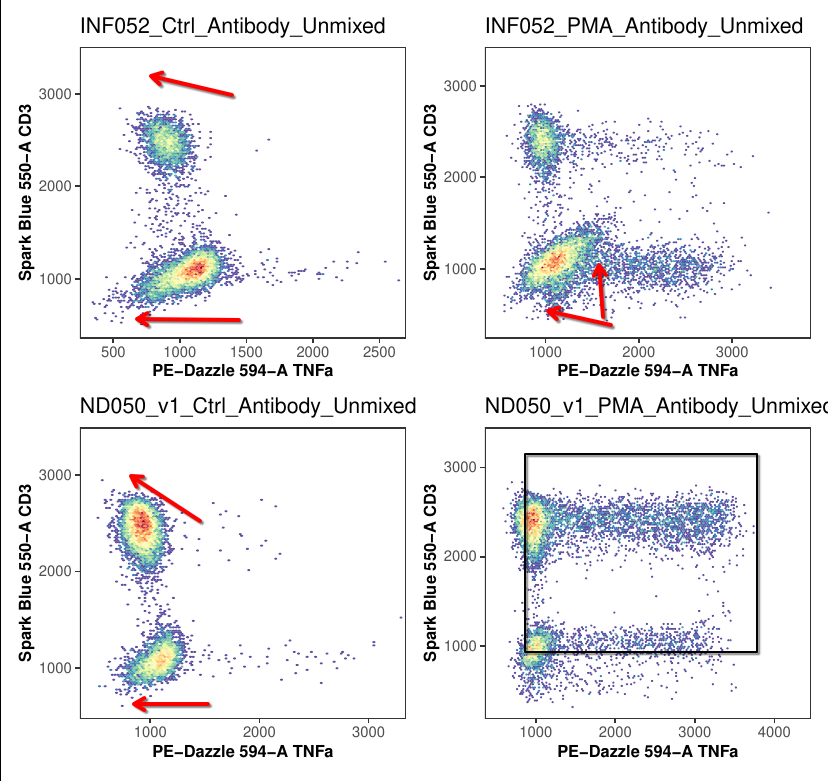 INF052_Ctrl_Antibody_Unmixed
INF052_PMA_Antibody_Unmixed
Spark Blue 550−A CD3
3000
2000
1000
500 1000 1500 2000 2500
PE−Dazzle 594−A TNFa
Spark Blue 550−A CD3
3000
2000
1000
1000 2000 3000
PE−Dazzle 594−A TNFa
ND050_v1_Ctrl_Antibody_Unmixed
ND050_v1_PMA_Antibody_Unmixed
Spark Blue 550−A CD3
3000
2000
1000
1000 2000 3000
PE−Dazzle 594−A TNFa
Spark Blue 550−A CD3
3000
2000
1000
1000 2000 3000 4000
PE−Dazzle 594−A TNFa